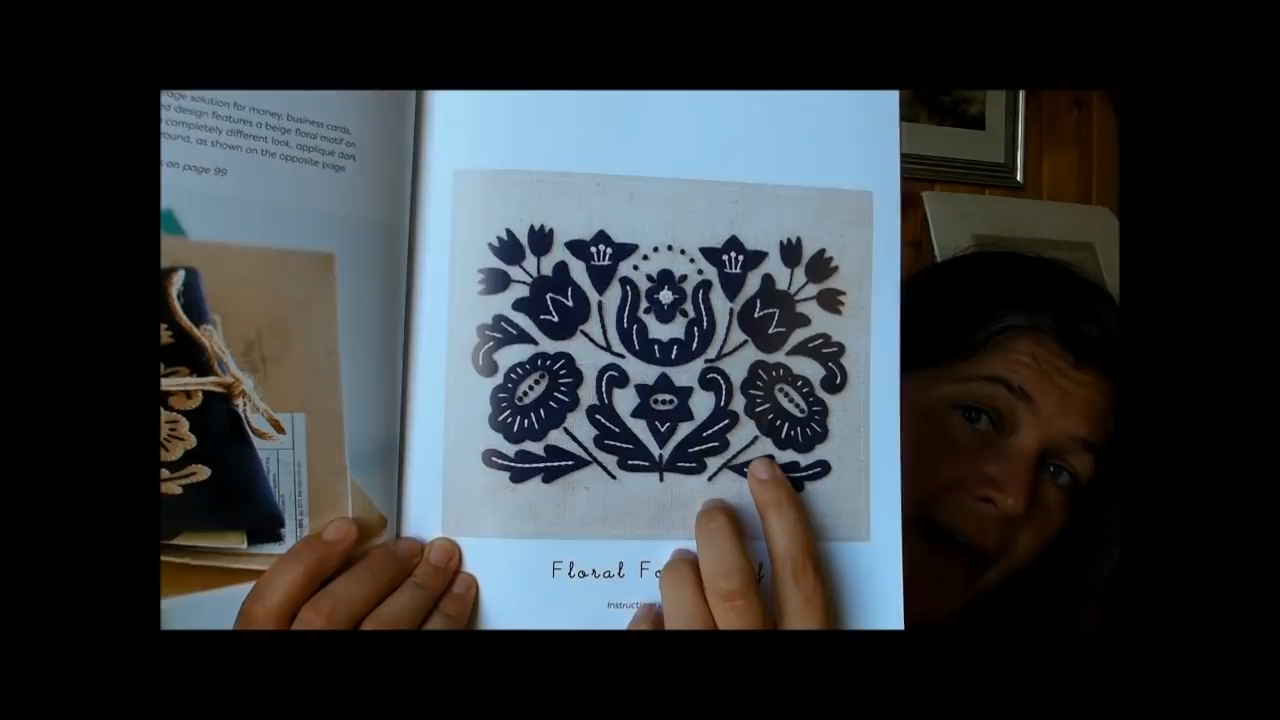 age solution for money, business cards,
d design features a beige floral motif on
completely different look, appliqué dark
round, as shown on the opposite page.
on page 99
Floral Fo
Instructi